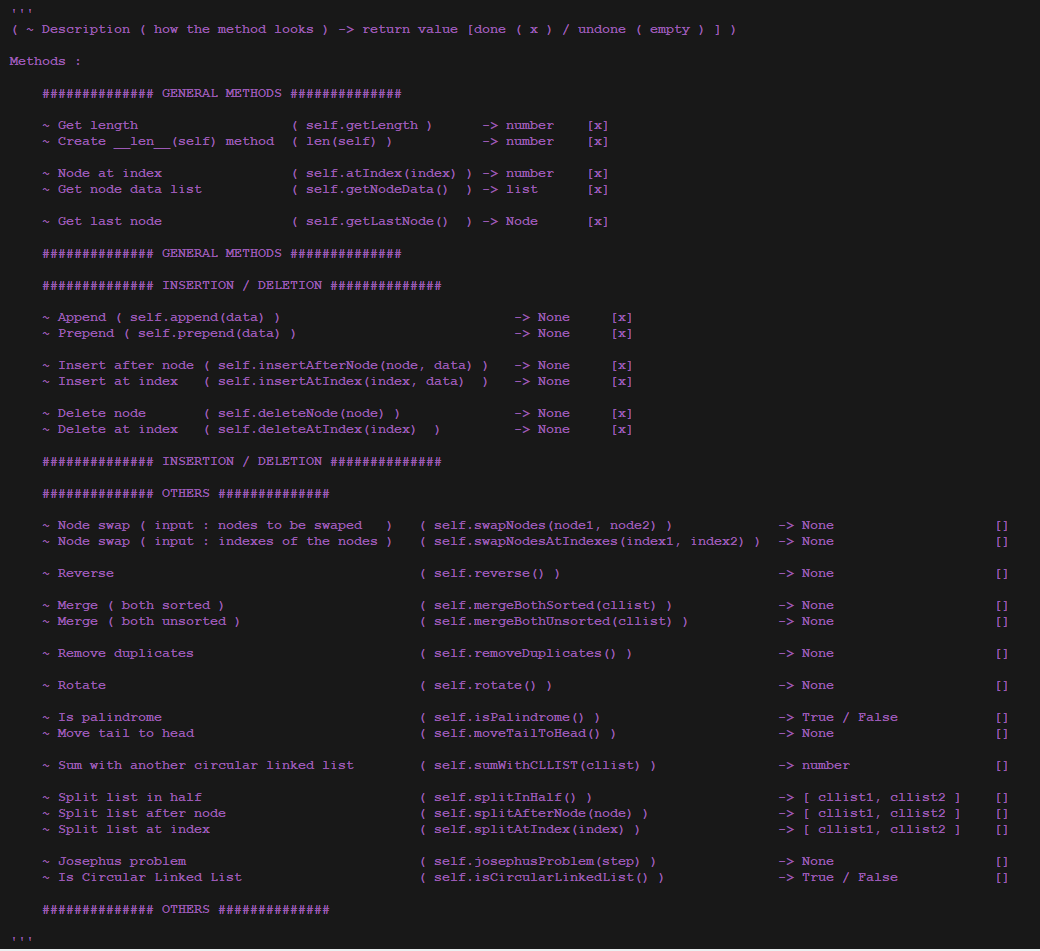 '''
( ~ Description ( how the method looks ) -> return value [done ( x ) / undone ( empty ) ] )
Methods :
############## GENERAL METHODS ##############
~ Get length ( self.getLength ) -> number [x]
~ Create __len__(self) method ( len(self) ) -> number [x]
~ Node at index ( self.atIndex(index) ) -> number [x]
~ Get node data list ( self.getNodeData() ) -> list [x]
~ Get last node ( self.getLastNode() ) -> Node [x]
############## GENERAL METHODS ##############
############## INSERTION / DELETION ##############
~ Append ( self.append(data) ) -> None [x]
~ Prepend ( self.prepend(data) ) -> None [x]
~ Insert after node ( self.insertAfterNode(node, data) ) -> None [x]
~ Insert at index ( self.insertAtIndex(index, data) ) -> None [x]
~ Delete node ( self.deleteNode(node) ) -> None [x]
~ Delete at index ( self.deleteAtIndex(index) ) -> None [x]
############## INSERTION / DELETION ##############
############## OTHERS ##############
~ Node swap ( input : nodes to be swaped ) ( self.swapNodes(node1, node2) ) -> None []
~ Node swap ( input : indexes of the nodes ) ( self.swapNodesAtIndexes(index1, index2) ) -> None []
~ Reverse ( self.reverse() ) -> None []
~ Merge ( both sorted ) ( self.mergeBothSorted(cllist) ) -> None []
~ Merge ( both unsorted ) ( self.mergeBothUnsorted(cllist) ) -> None []
~ Remove duplicates ( self.removeDuplicates() ) -> None []
~ Rotate ( self.rotate() ) -> None []
~ Is palindrome ( self.isPalindrome() ) -> True / False []
~ Move tail to head ( self.moveTailToHead() ) -> None []
~ Sum with another circular linked list ( self.sumWithCLLIST(cllist) ) -> number []
~ Split list in half ( self.splitInHalf() ) -> [ cllist1, cllist2 ] []
~ Split list after node ( self.splitAfterNode(node) ) -> [ cllist1, cllist2 ] []
~ Split list at index ( self.splitAtIndex(index) ) -> [ cllist1, cllist2 ] []
~ Josephus problem ( self.josephusProblem(step) ) -> None []
~ Is Circular Linked List ( self.isCircularLinkedList() ) -> True / False []
############## OTHERS ##############
'''